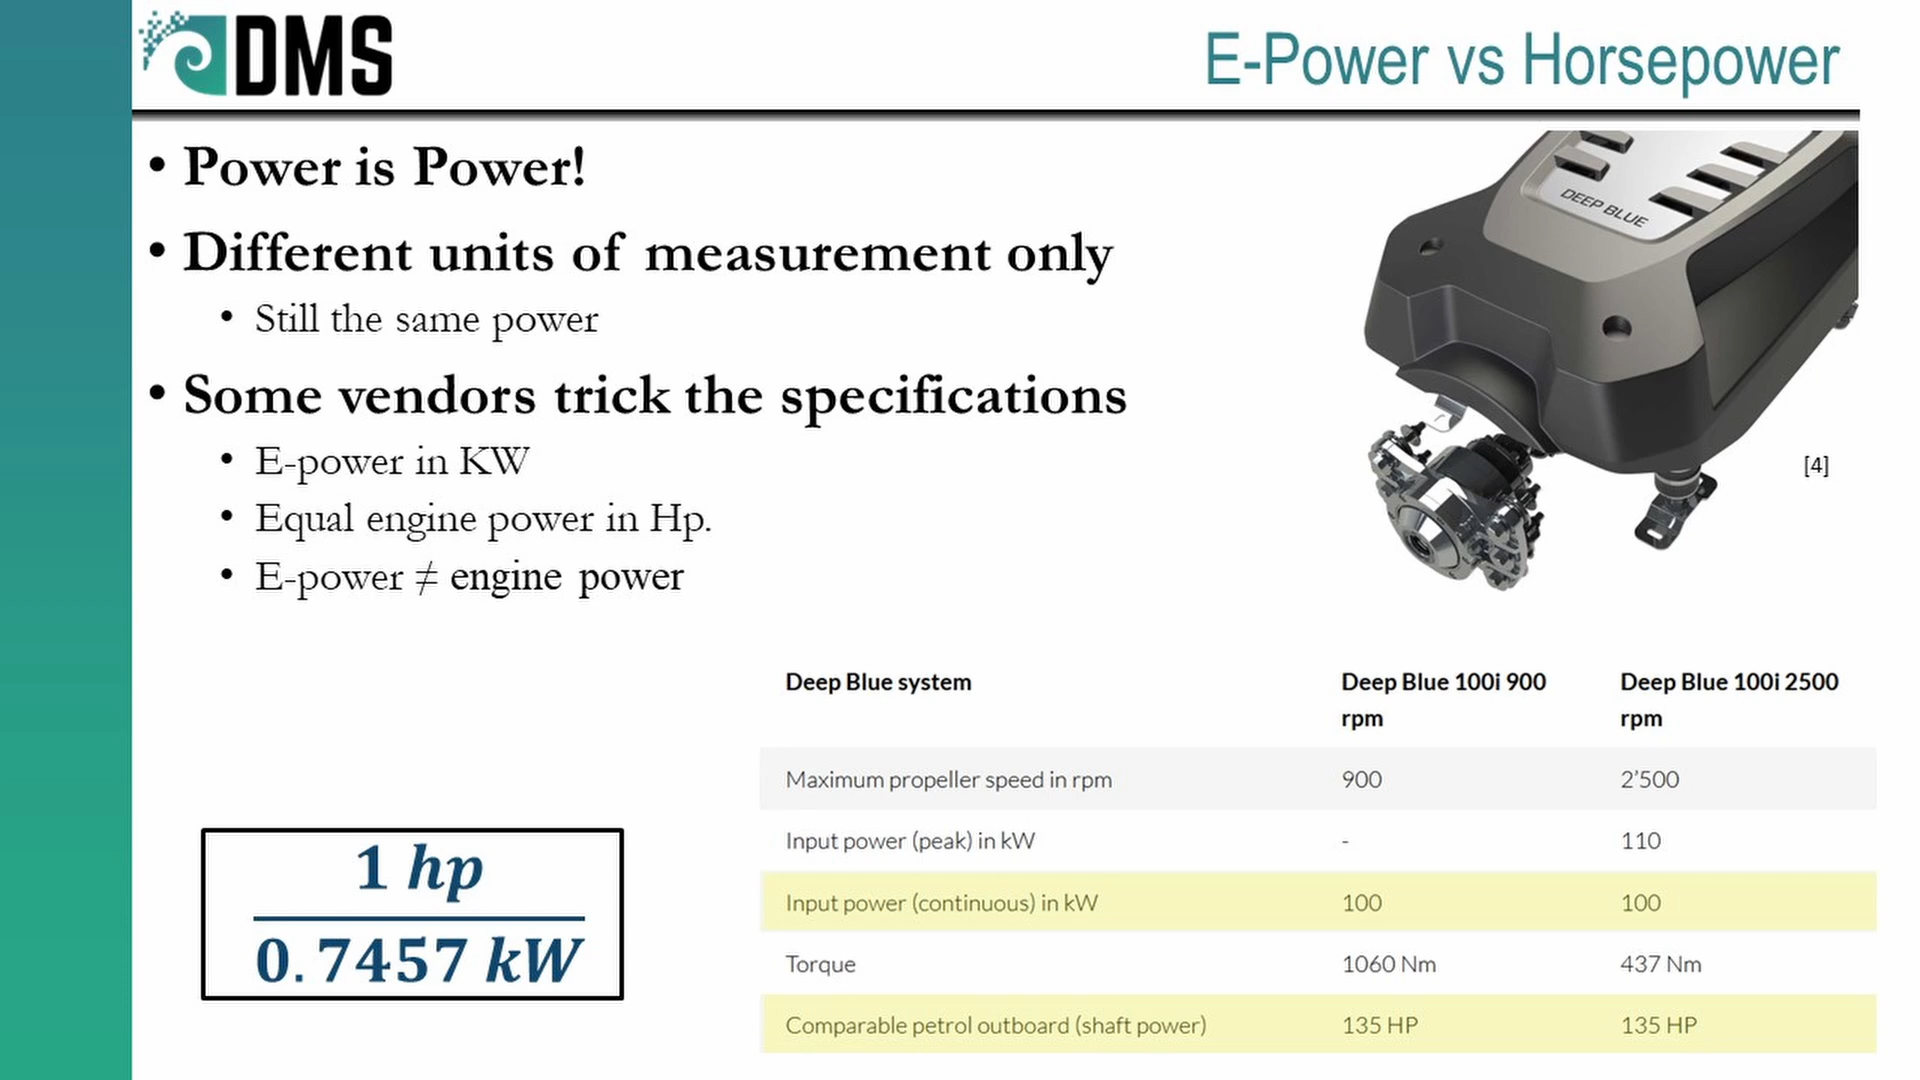 DMS
E-Power vs Horsepower
• Power is Power!
• Different units of measurement only
• Still the same power
• Some vendors trick the specifications
• E-power in KW
• Equal engine power in Hp.
• E-power ≠ engine power
DEEP BLUE
[4]
1 hp
0.7457 kW
Deep Blue system Deep Blue 100i 900 rpm Deep Blue 100i 2500 rpm
Maximum propeller speed in rpm 900 2’500
Input power (peak) in kW - 110
Input power (continuous) in kW 100 100
Torque 1060 Nm 437 Nm
Comparable petrol outboard (shaft power) 135 HP 135 HP